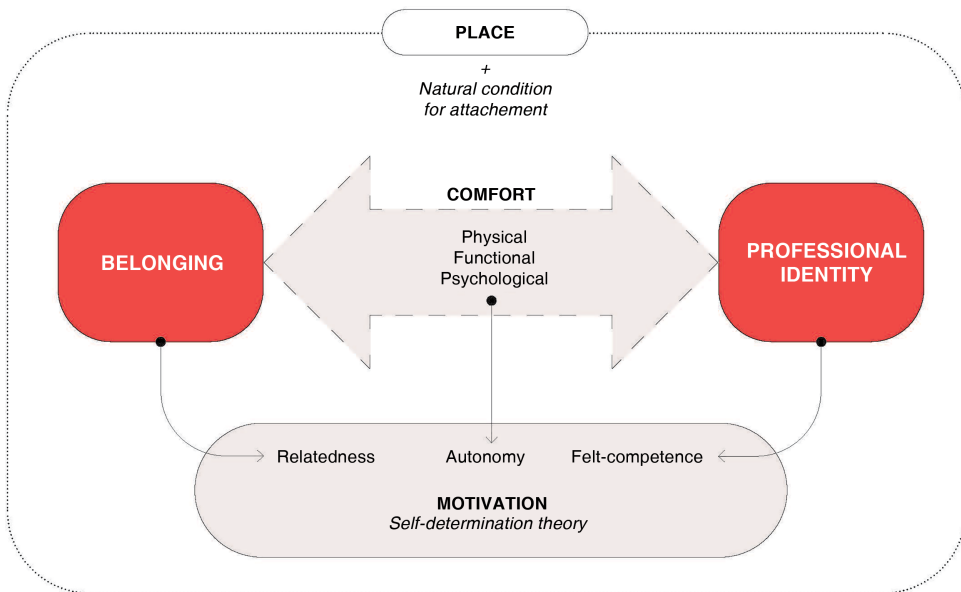 PLACE
+
Natural condition
for attachement
COMFORT
Physical
Functional
Psychological
BELONGING
PROFESSIONAL
IDENTITY
Relatedness
Autonomy
Felt-competence
MOTIVATION
Self-determination theory